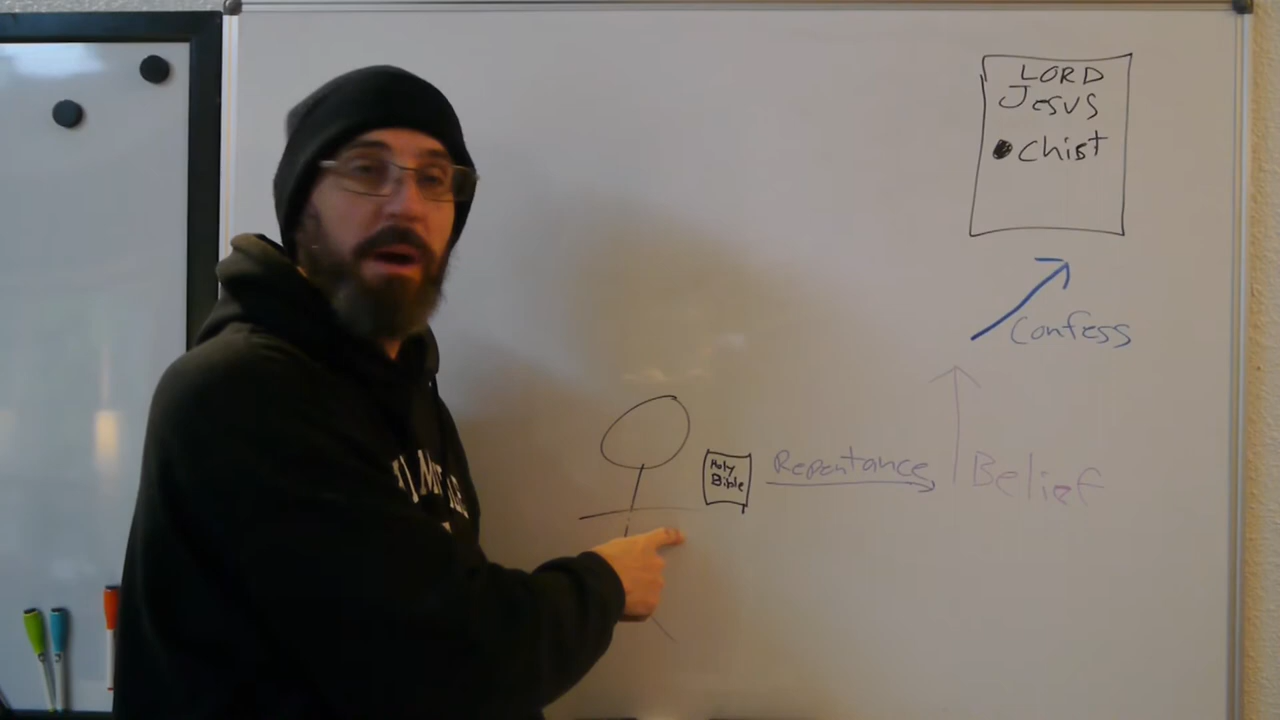 LORD
Jesus
Chist
Confess
Holy
Bible
Repentance
Belief